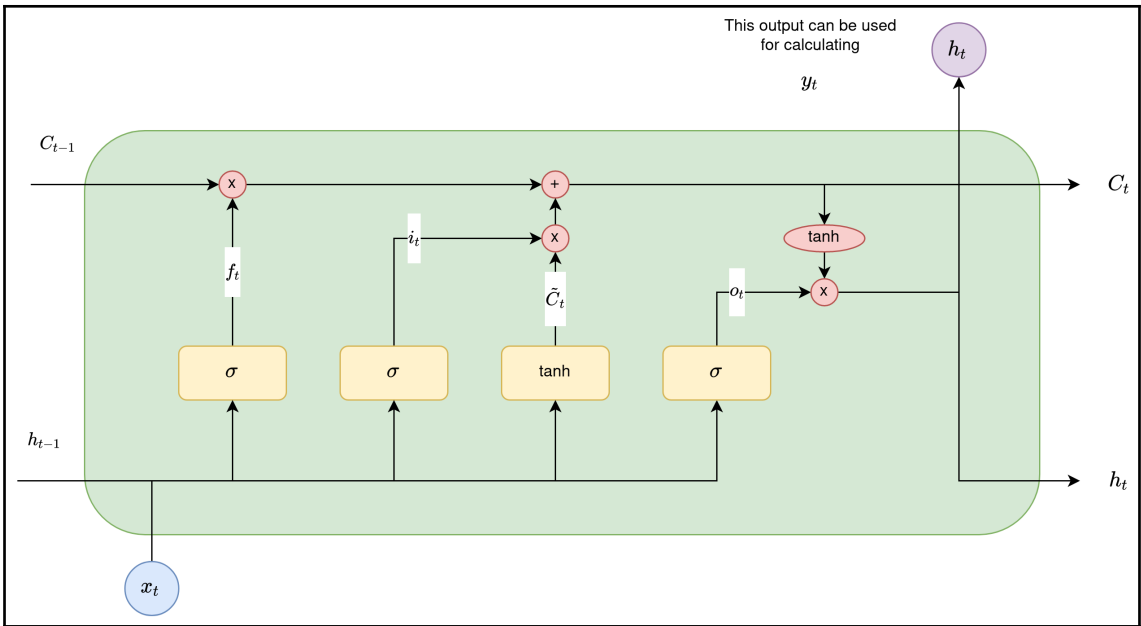 This output can be used
for calculating
y_t
h_t
C_{t-1}
x
+
C_t
i_t
x
tanh
f_t
C̃_t
o_t
x
σ
σ
tanh
σ
h_{t-1}
h_t
x_t